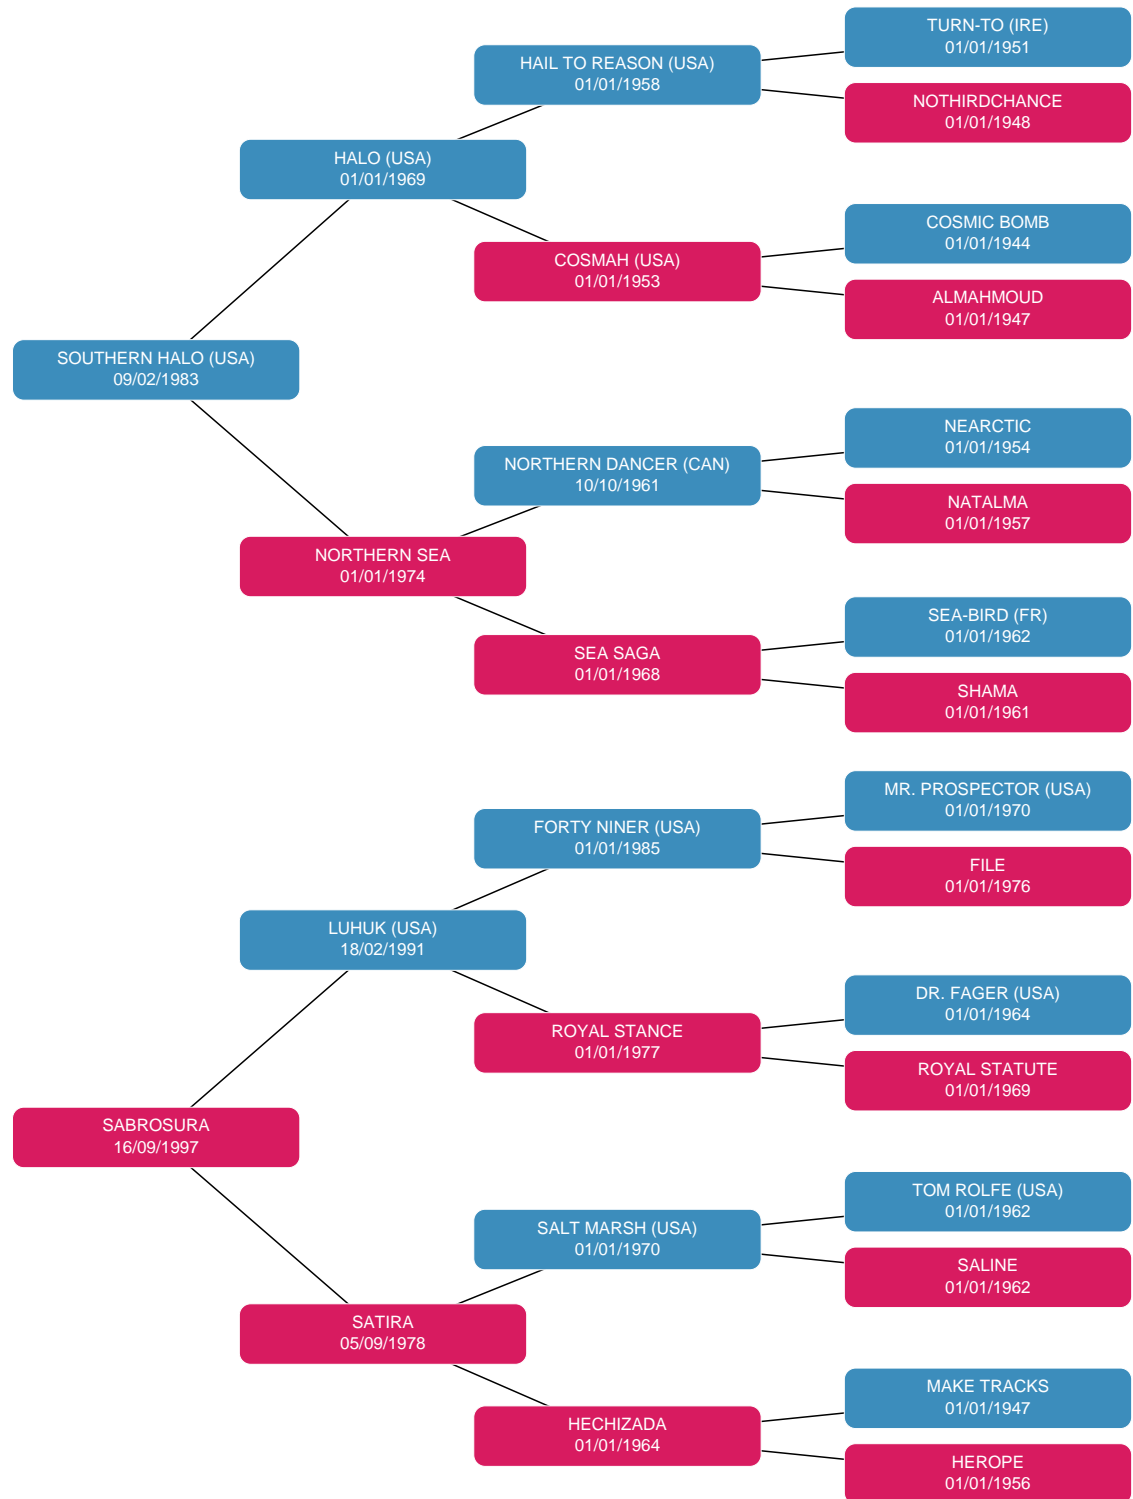 TURN-TO (IRE)
01/01/1951
HAIL TO REASON (USA)
01/01/1958
NOTHIRDCHANCE
01/01/1948
HALO (USA)
01/01/1969
COSMIC BOMB
01/01/1944
COSMAH (USA)
01/01/1953
ALMAHMOUD
01/01/1947
SOUTHERN HALO (USA)
09/02/1983
NEARCTIC
01/01/1954
NORTHERN DANCER (CAN)
10/10/1961
NATALMA
01/01/1957
NORTHERN SEA
01/01/1974
SEA-BIRD (FR)
01/01/1962
SEA SAGA
01/01/1968
SHAMA
01/01/1961
MR. PROSPECTOR (USA)
01/01/1970
FORTY NINER (USA)
01/01/1985
FILE
01/01/1976
LUHUK (USA)
18/02/1991
DR. FAGER (USA)
01/01/1964
ROYAL STANCE
01/01/1977
ROYAL STATUTE
01/01/1969
SABROSURA
16/09/1997
TOM ROLFE (USA)
01/01/1962
SALT MARSH (USA)
01/01/1970
SALINE
01/01/1962
SATIRA
05/09/1978
MAKE TRACKS
01/01/1947
HECHIZADA
01/01/1964
HEROPE
01/01/1956